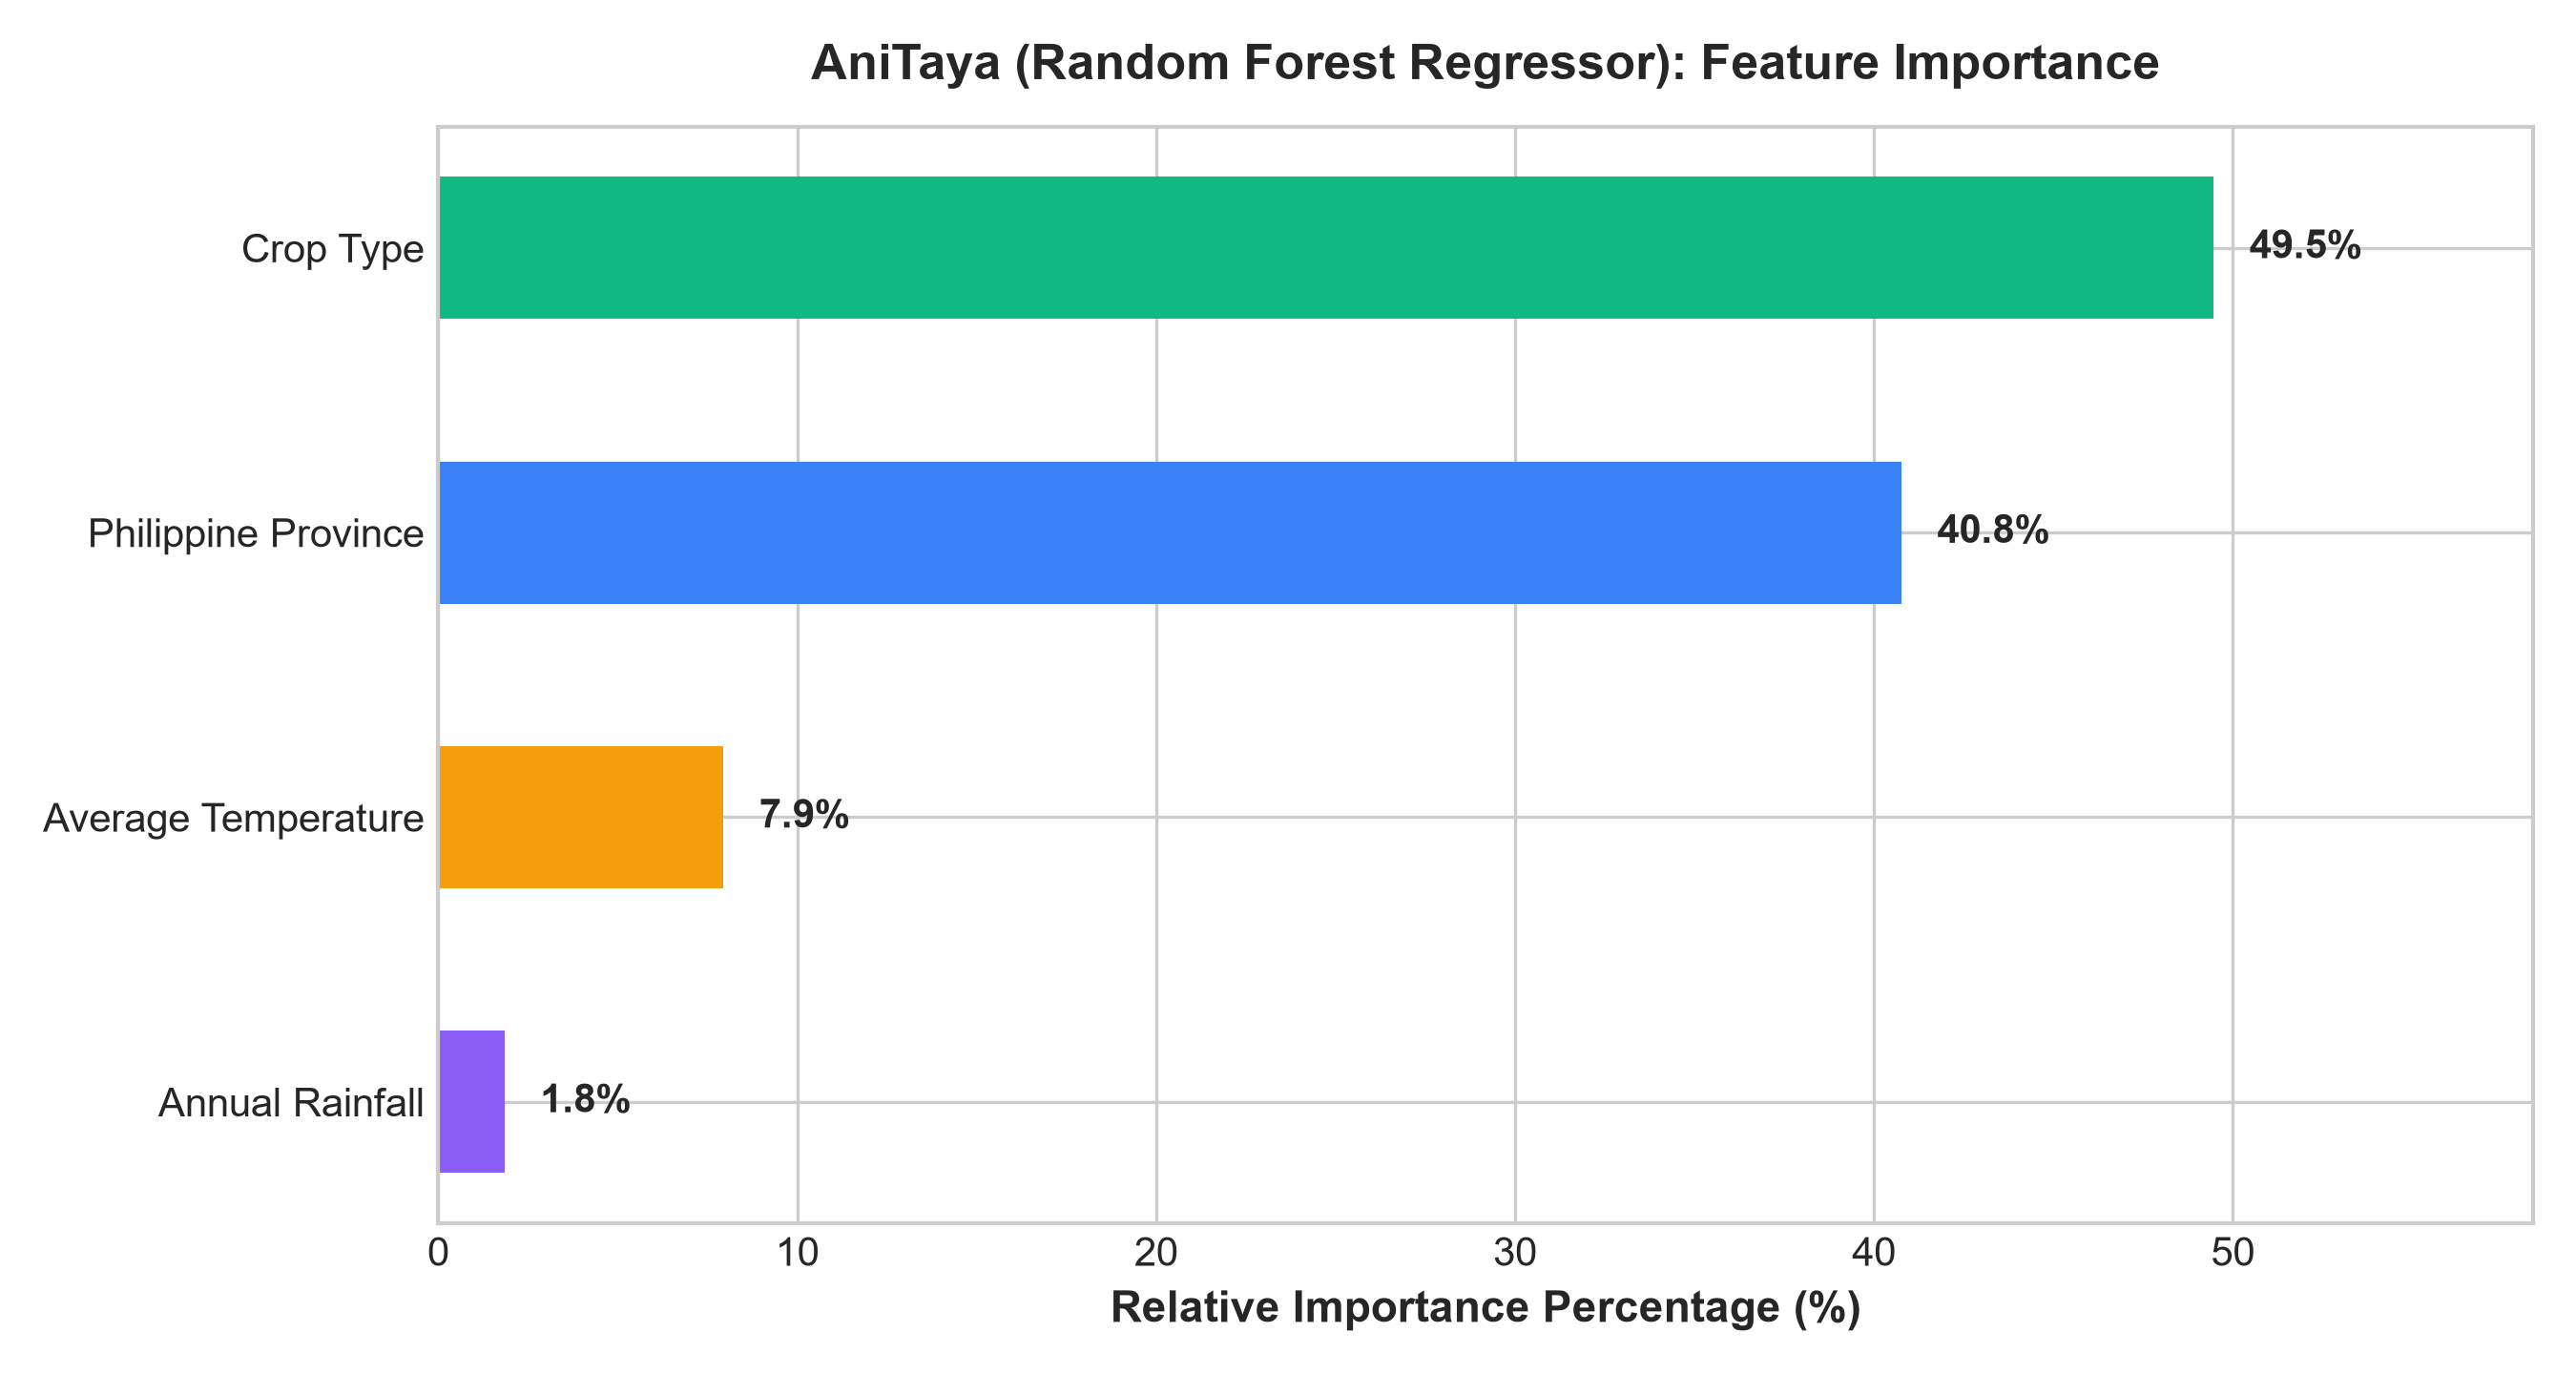 AniTaya (Random Forest Regressor): Feature Importance
Crop Type
49.5%
Philippine Province
40.8%
Average Temperature
7.9%
Annual Rainfall
1.8%
0 10 20 30 40 50
Relative Importance Percentage (%)